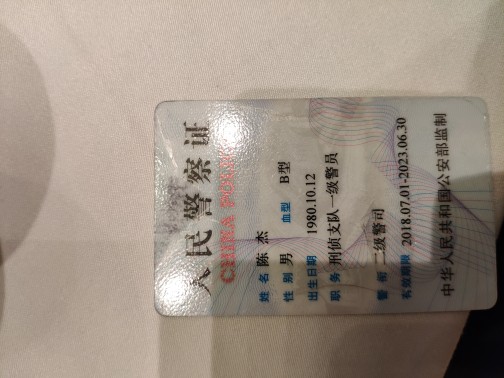 人民警察证
CHINA POLICE
姓名 陈 杰
性别 男 血型 B型
出生日期 1980.10.12
职务 刑侦支队一级警员
警衔 二级警司
有效期限 2018.07.01-2023.06.30
中华人民共和国公安部监制